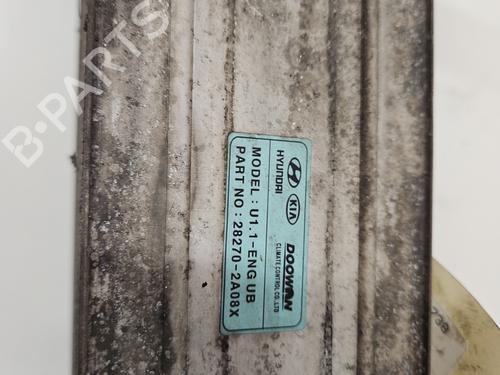 B-PARTS
HYUNDAI
KIA
DOOWON
CLIMATE CONTROL CO., LTD
MODEL : U1.1-ENG UB
PART NO : 28270-2A08X